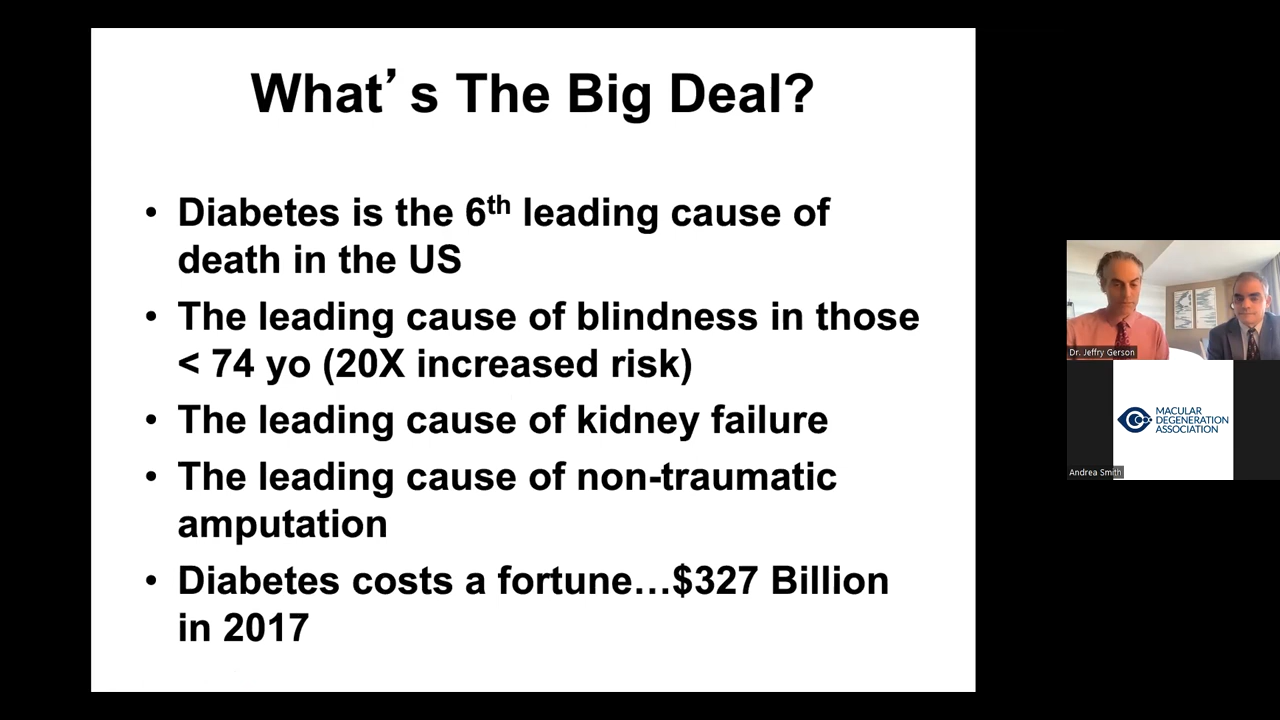 What’s The Big Deal?
• Diabetes is the 6th leading cause of
death in the US
• The leading cause of blindness in those
< 74 yo (20X increased risk)
• The leading cause of kidney failure
• The leading cause of non-traumatic
amputation
• Diabetes costs a fortune…$327 Billion
in 2017
Dr. Jeffry Gerson
MACULAR
DEGENERATION
ASSOCIATION
Andrea Smith